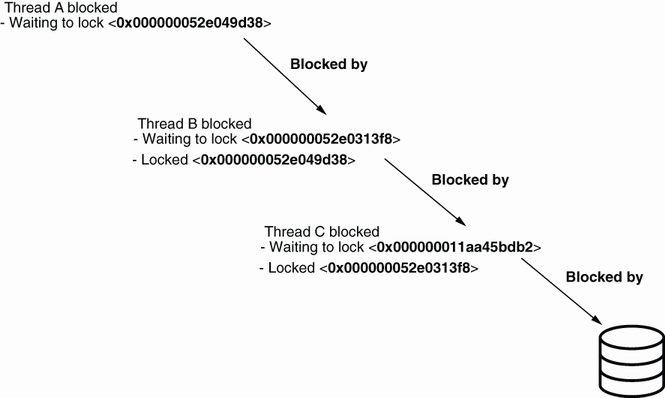 Thread A blocked
- Waiting to lock <0x000000052e049d38>
Blocked by
Thread B blocked
- Waiting to lock <0x000000052e0313f8>
- Locked <0x000000052e049d38>
Blocked by
Thread C blocked
- Waiting to lock <0x000000011aa45bdb2>
- Locked <0x000000052e0313f8>
Blocked by